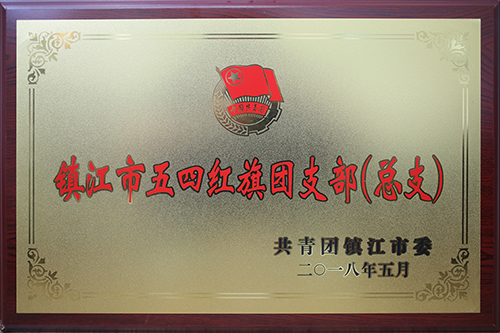 镇江市五四红旗团支部(总支)
共青团镇江市委
二〇一八年五月